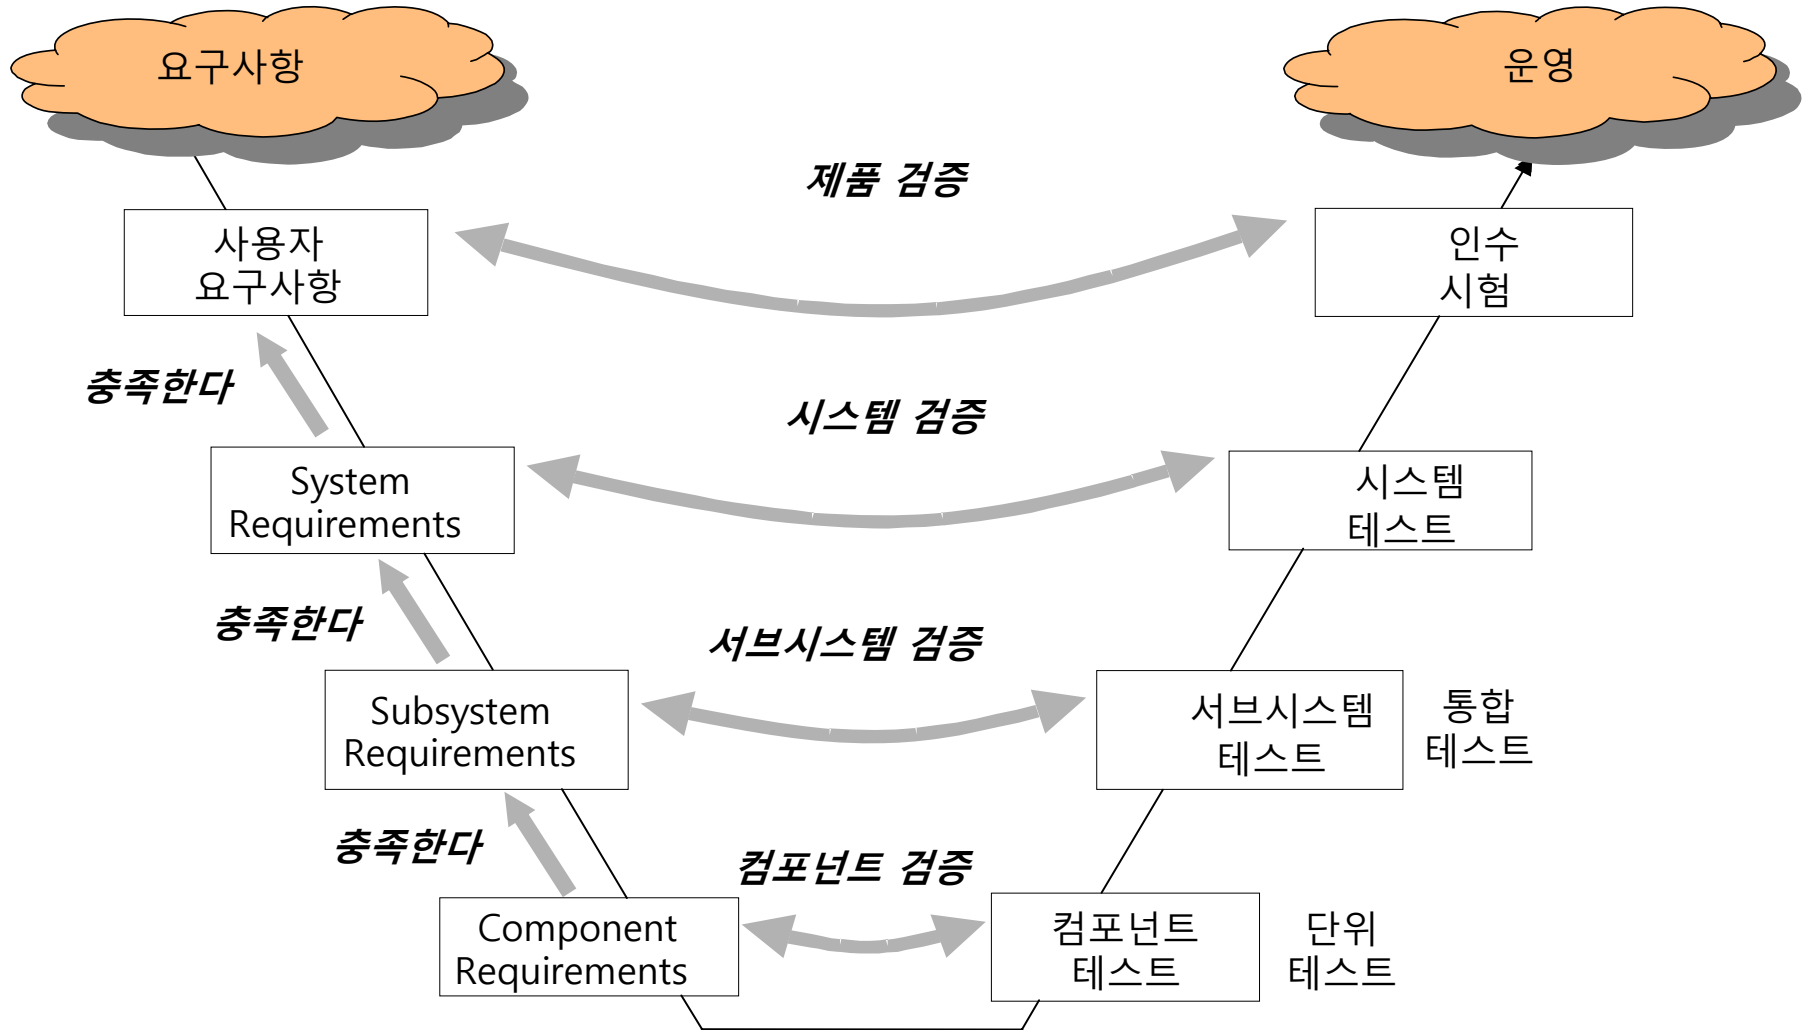 요구사항
운영
제품 검증
사용자
요구사항
인수
시험
충족한다
시스템 검증
System
Requirements
시스템
테스트
충족한다
서브시스템 검증
Subsystem
Requirements
서브시스템
테스트
통합
테스트
충족한다
컴포넌트 검증
Component
Requirements
컴포넌트
테스트
단위
테스트